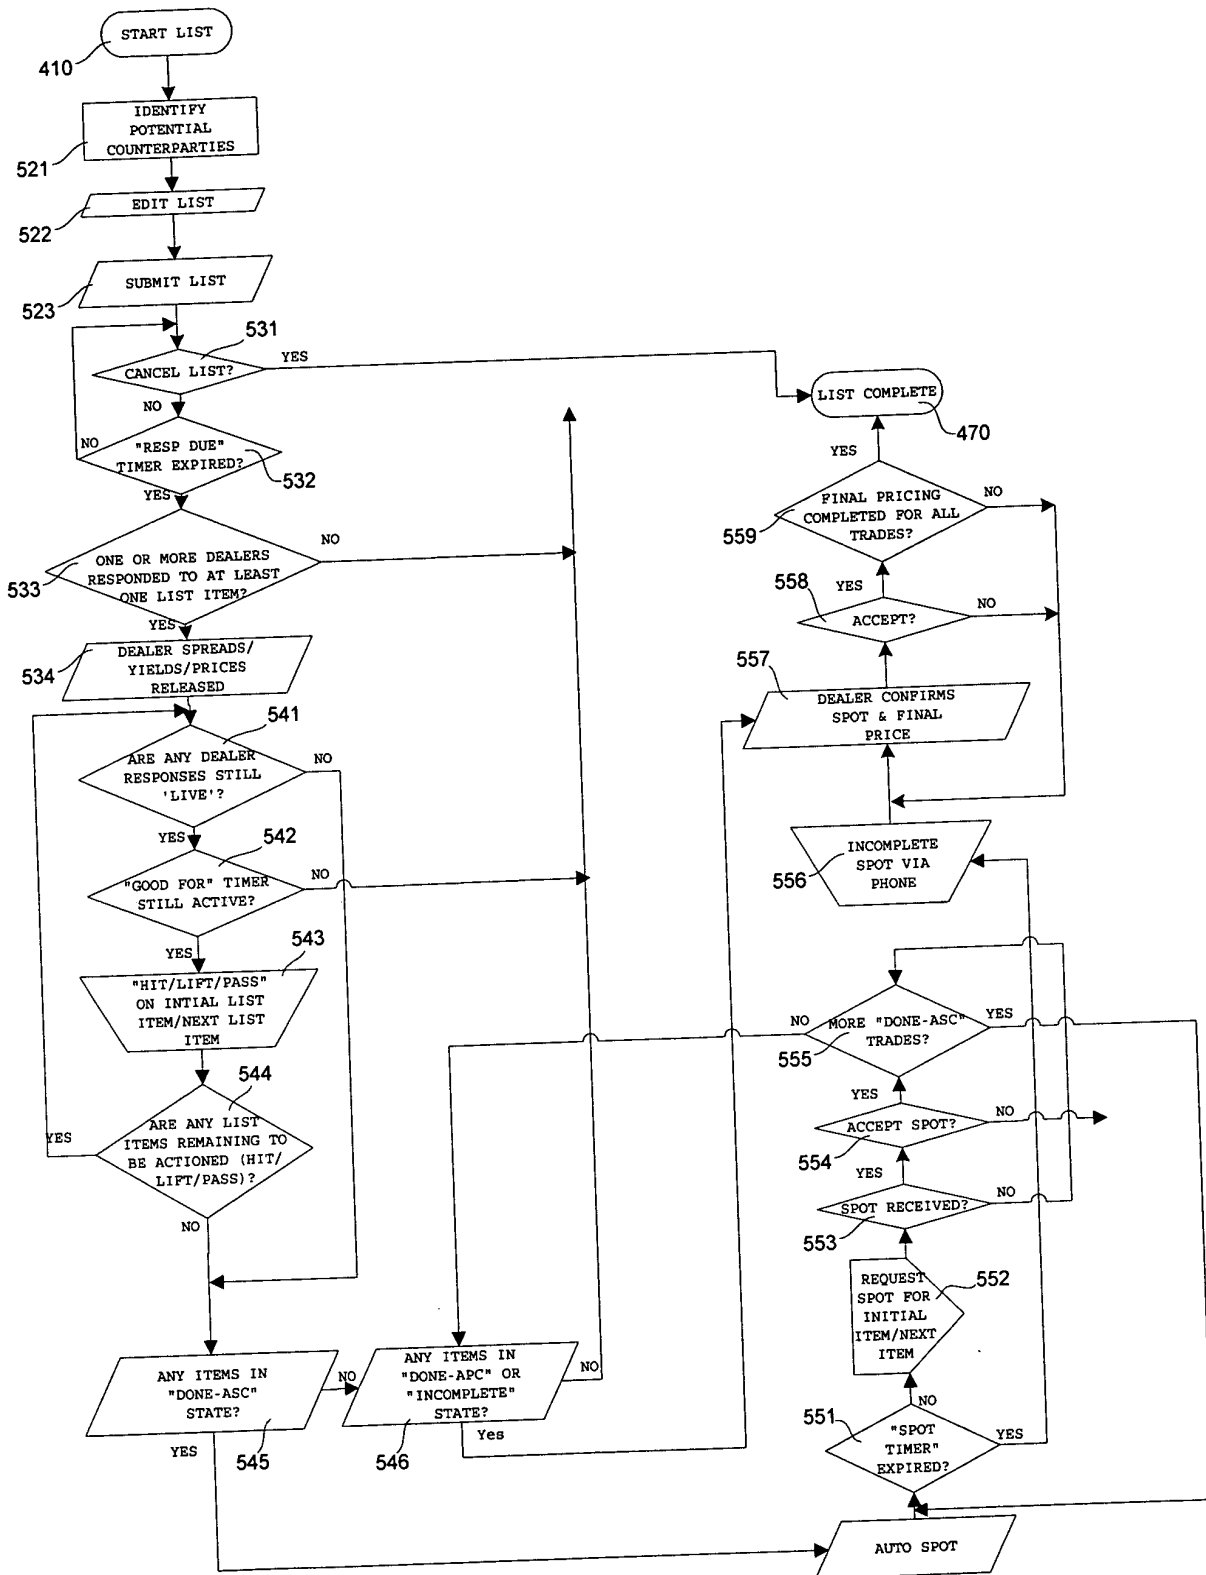 START LIST
410
IDENTIFY
POTENTIAL
COUNTERPARTIES
521
EDIT LIST
522
SUBMIT LIST
523
531
CANCEL LIST?
YES
NO
"RESP DUE"
TIMER EXPIRED?
NO
532
YES
ONE OR MORE DEALERS
RESPONDED TO AT LEAST
ONE LIST ITEM?
NO
533
YES
DEALER SPREADS/
YIELDS/PRICES
RELEASED
534
541
ARE ANY DEALER
RESPONSES STILL
'LIVE'?
NO
YES
542
"GOOD FOR" TIMER
STILL ACTIVE?
NO
YES
543
"HIT/LIFT/PASS"
ON INTIAL LIST
ITEM/NEXT LIST
ITEM
544
ARE ANY LIST
ITEMS REMAINING TO
BE ACTIONED (HIT/
LIFT/PASS)?
YES
NO
ANY ITEMS IN
"DONE-ASC"
STATE?
NO
YES
545
ANY ITEMS IN
"DONE-APC" OR
"INCOMPLETE"
STATE?
NO
546
Yes
LIST COMPLETE
470
YES
FINAL PRICING
COMPLETED FOR ALL
TRADES?
NO
559
YES
558
ACCEPT?
NO
557
DEALER CONFIRMS
SPOT & FINAL
PRICE
INCOMPLETE
SPOT VIA
PHONE
556
NO
MORE "DONE-ASC"
TRADES?
YES
555
YES
ACCEPT SPOT?
NO
554
YES
SPOT RECEIVED?
NO
553
REQUEST
SPOT FOR
INITIAL
ITEM/NEXT
ITEM
552
NO
551
"SPOT
TIMER"
EXPIRED?
YES
AUTO SPOT